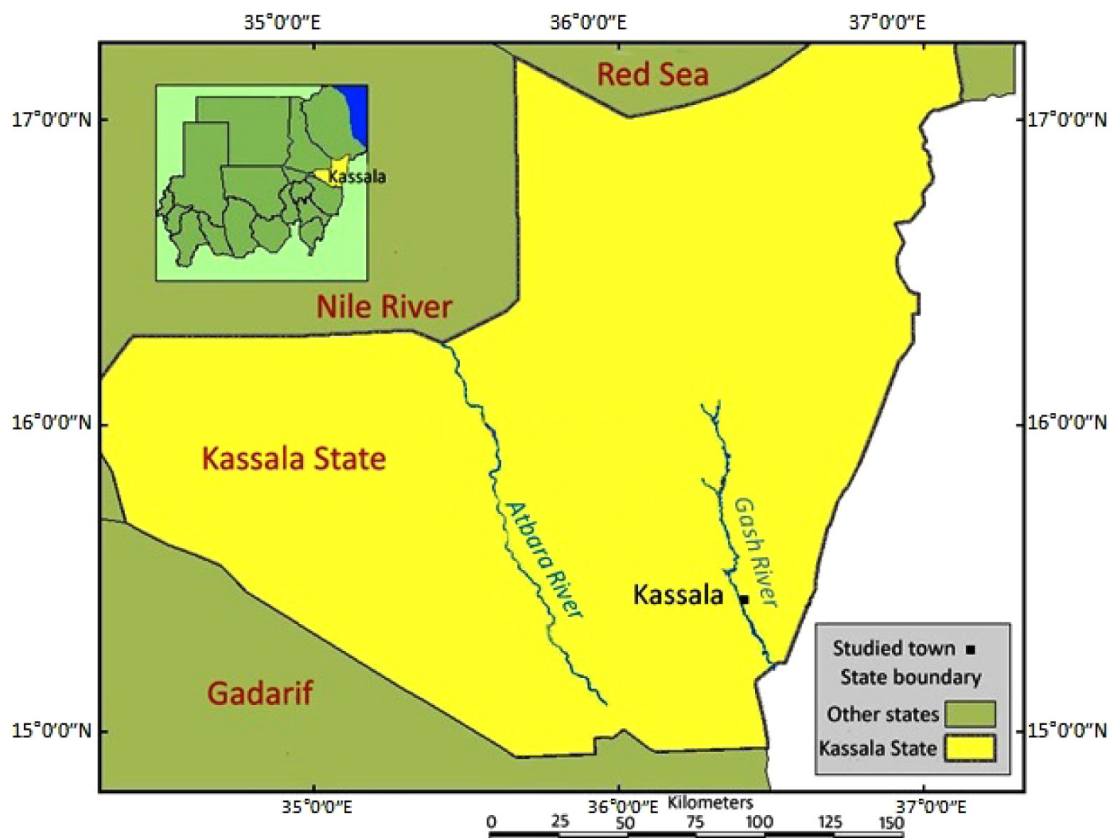 35°0'0"E 36°0'0"E 37°0'0"E
Red Sea
17°0'0"N 17°0'0"N
Kassala
Nile River
16°0'0"N 16°0'0"N
Kassala State
Atbara River
Gash River
Kassala
Studied town
State boundary
Other states
Kassala State
Gadarif
15°0'0"N 15°0'0"N
35°0'0"E 36°0'0"E 37°0'0"E
Kilometers
0 25 50 75 100 125 150